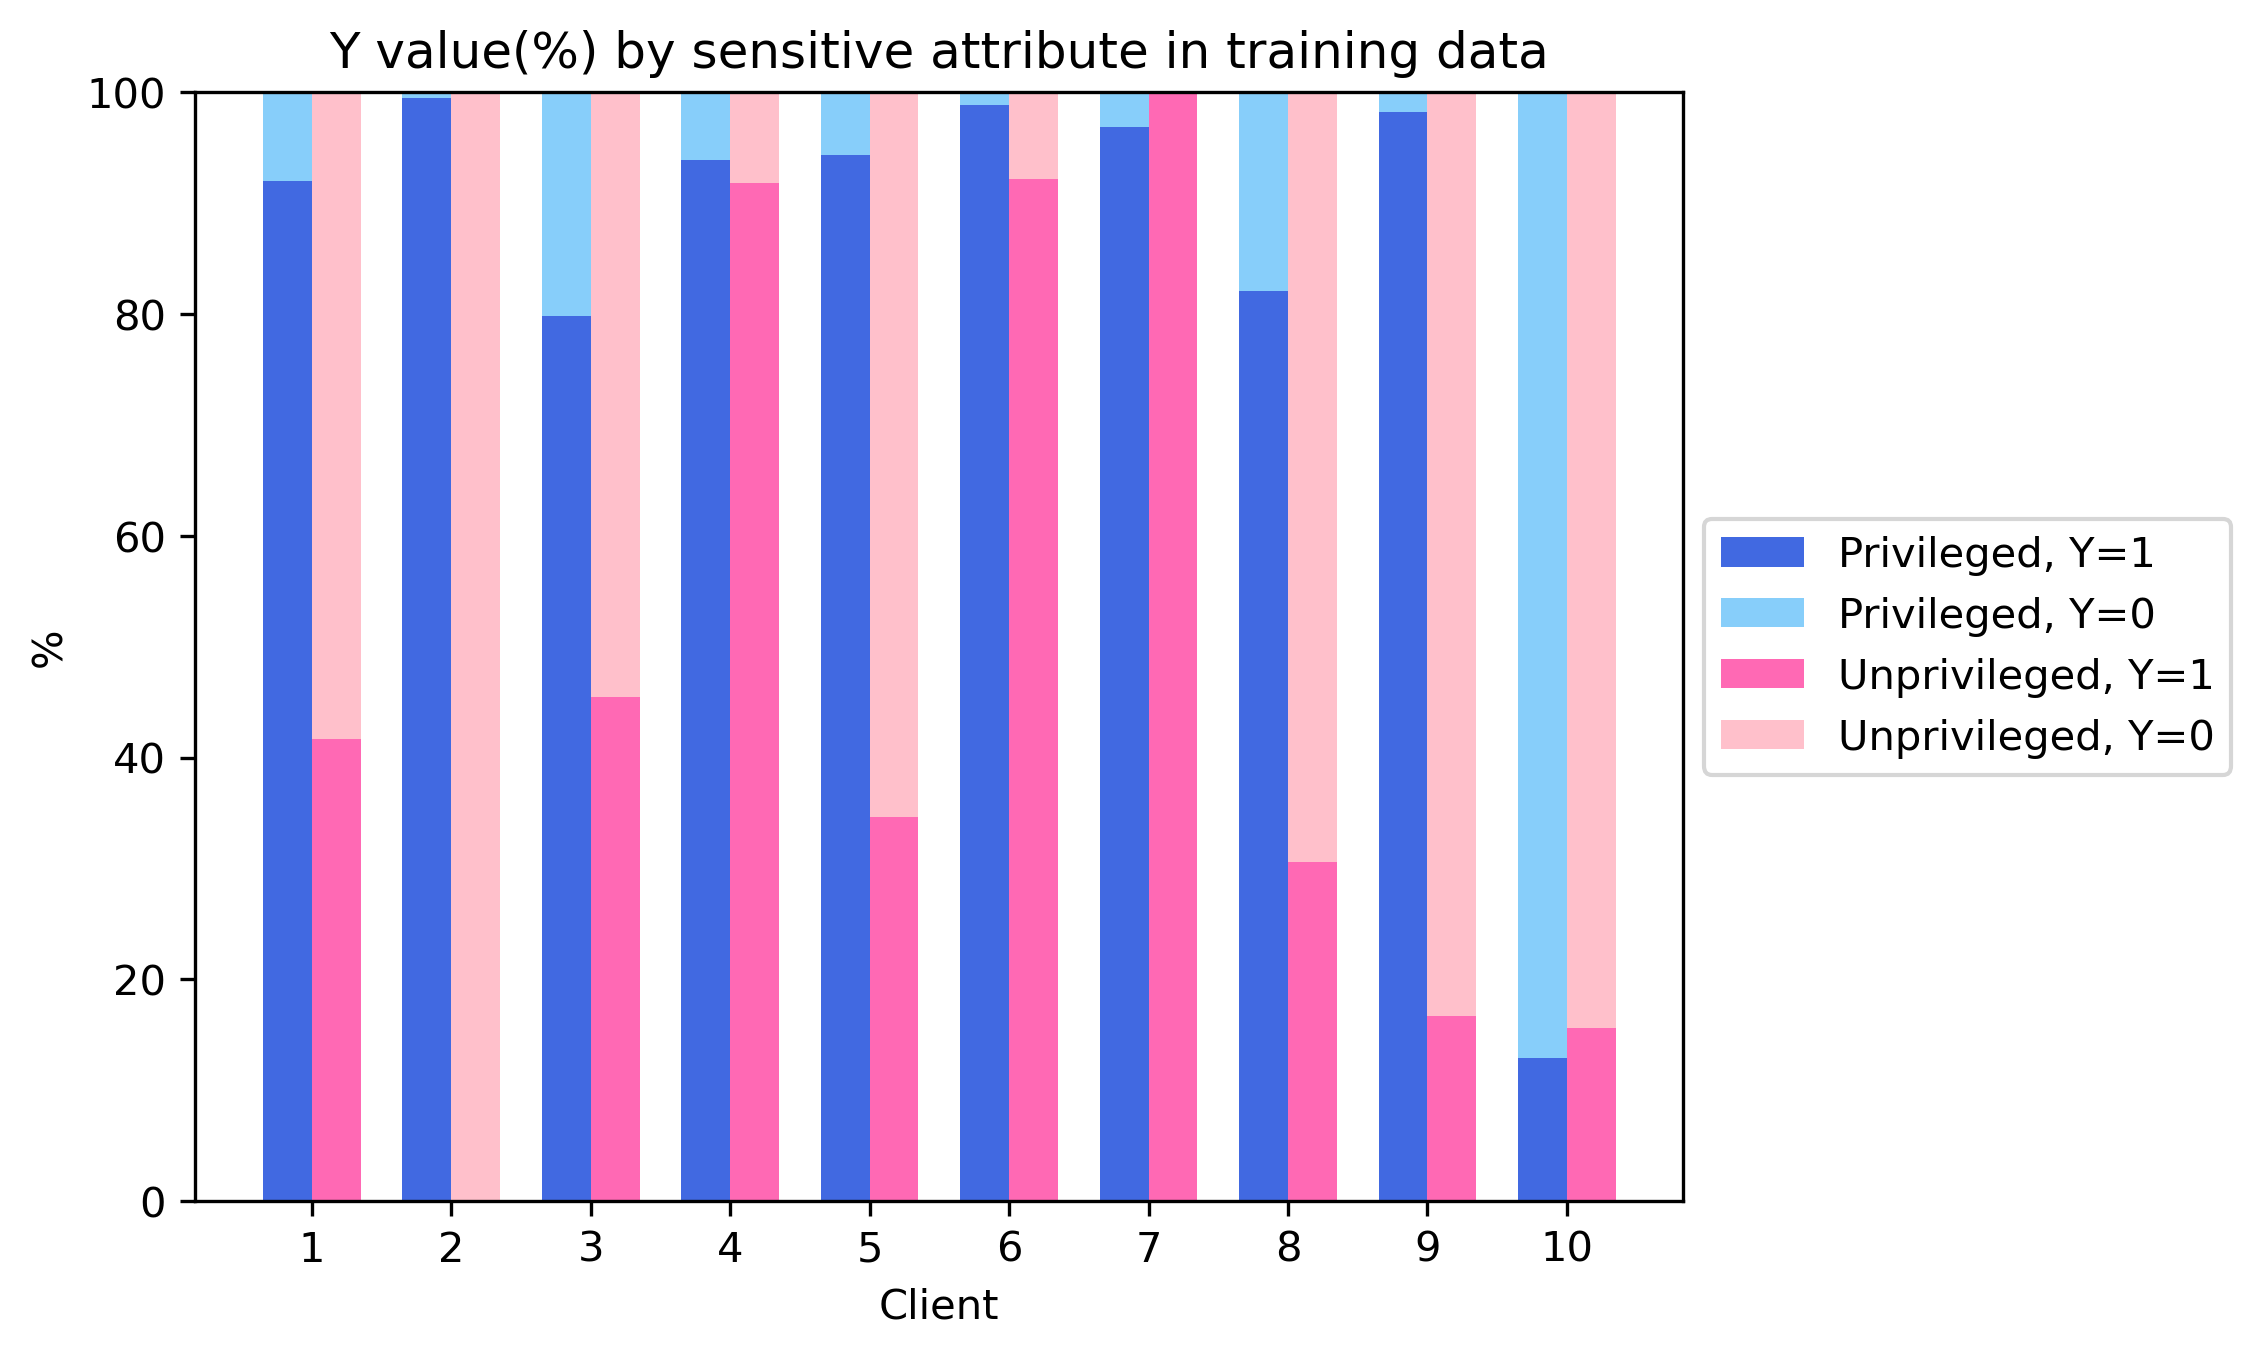 Y value(%) by sensitive attribute in training data
100
80
60
40
20
0
%
1 2 3 4 5 6 7 8 9 10
Client
Privileged, Y=1
Privileged, Y=0
Unprivileged, Y=1
Unprivileged, Y=0